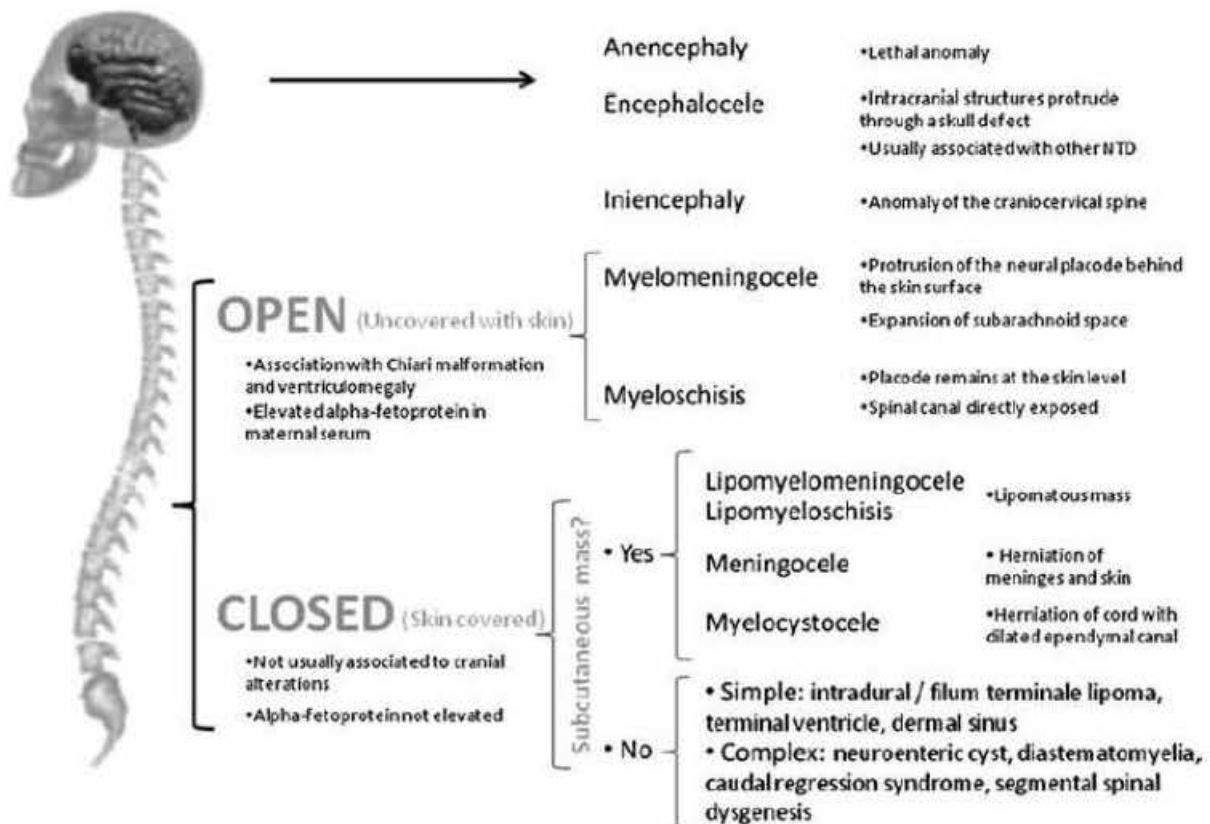 Anencephaly
•Lethal anomaly
Encephalocele
•Intracranial structures protrude
through a skull defect
•Usually associated with other NTD
Iniencephaly
•Anomaly of the craniocervical spine
OPEN (Uncovered with skin)
•Association with Chiari malformation
and ventriculomegaly
•Elevated alpha-fetoprotein in
maternal serum
Myelomeningocele
•Protrusion of the neural placode behind
the skin surface
•Expansion of subarachnoid space
Myeloschisis
•Placode remains at the skin level
•Spinal canal directly exposed
CLOSED (Skin covered)
•Not usually associated to cranial
alterations
•Alpha-fetoprotein not elevated
Subcutaneous mass?
• Yes
Lipomyelomeningocele
Lipomyeloschisis
•Lipomatous mass
Meningocele
• Herniation of
meninges and skin
Myelocystocele
•Herniation of cord with
dilated ependymal canal
• No
• Simple: intradural / filum terminale lipoma,
terminal ventricle, dermal sinus
• Complex: neuroenteric cyst, diastematomyelia,
caudal regression syndrome, segmental spinal
dysgenesis